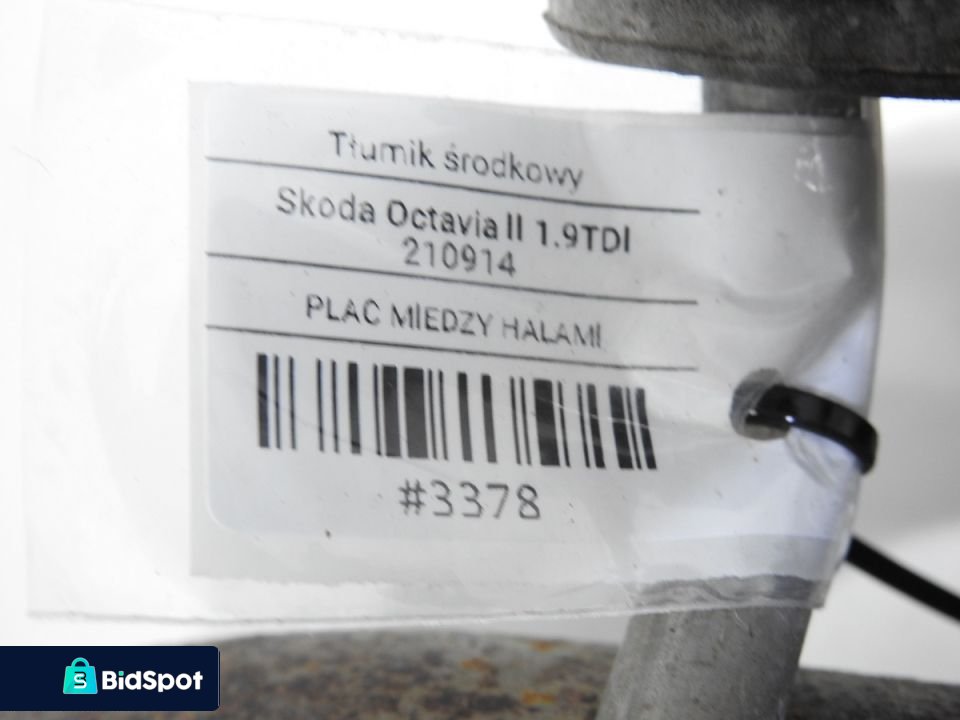 Tłumik środkowy
Skoda Octavia II 1.9TDI
210914
PLAC MIEDZY HALAMI
#3378
BidSpot